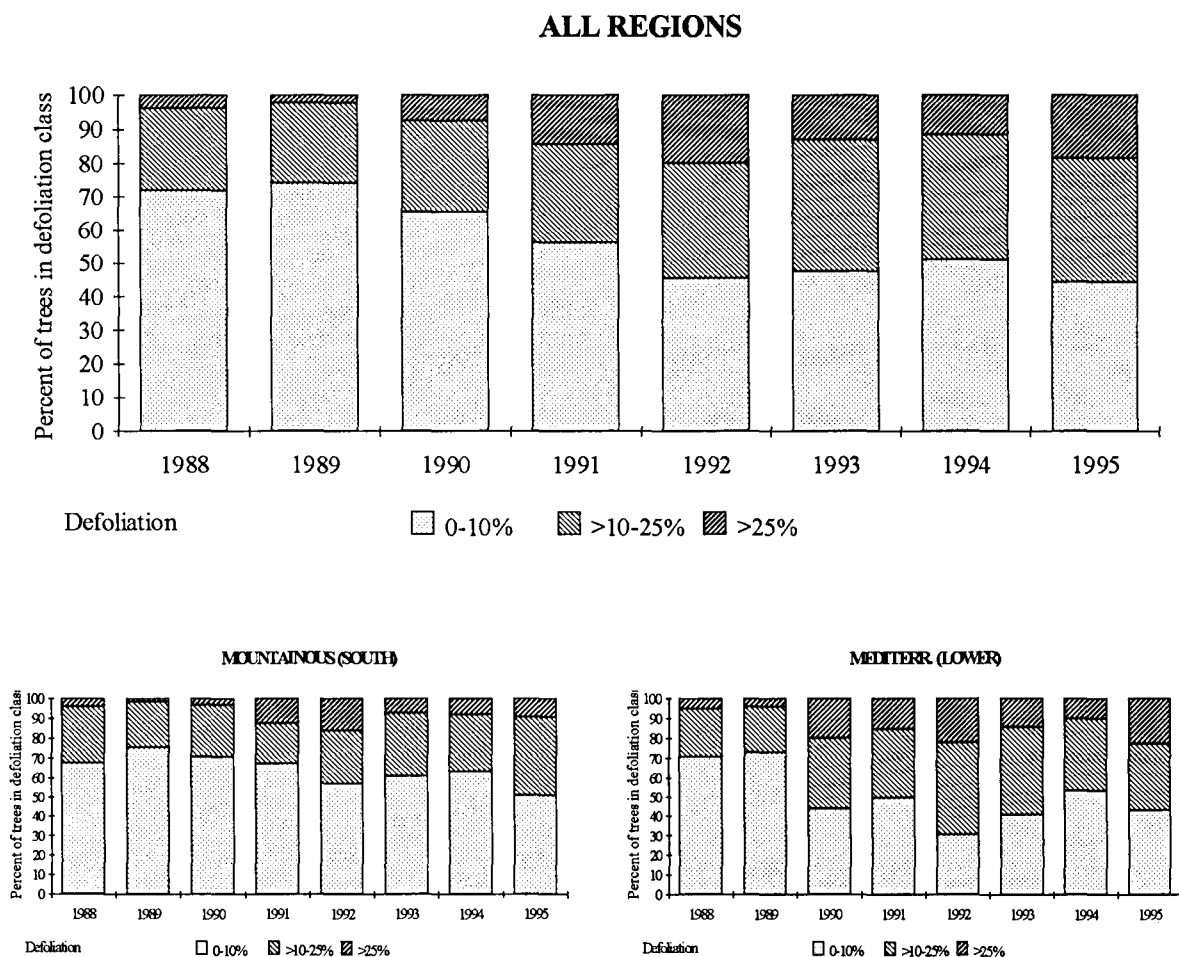 ALL REGIONS
Percent of trees in defoliation class
100
90
80
70
60
50
40
30
20
10
0
1988 1989 1990 1991 1992 1993 1994 1995
Defoliation 0-10% >10-25% >25%
MOUNTAINOUS (SOUTH)
Percent of trees in defoliation class
100
90
80
70
60
50
40
30
20
10
0
1988 1989 1990 1991 1992 1993 1994 1995
Defoliation 0-10% >10-25% >25%
MEDITERR. (LOWER)
Percent of trees in defoliation class
100
90
80
70
60
50
40
30
20
10
0
1988 1989 1990 1991 1992 1993 1994 1995
Defoliation 0-10% >10-25% >25%